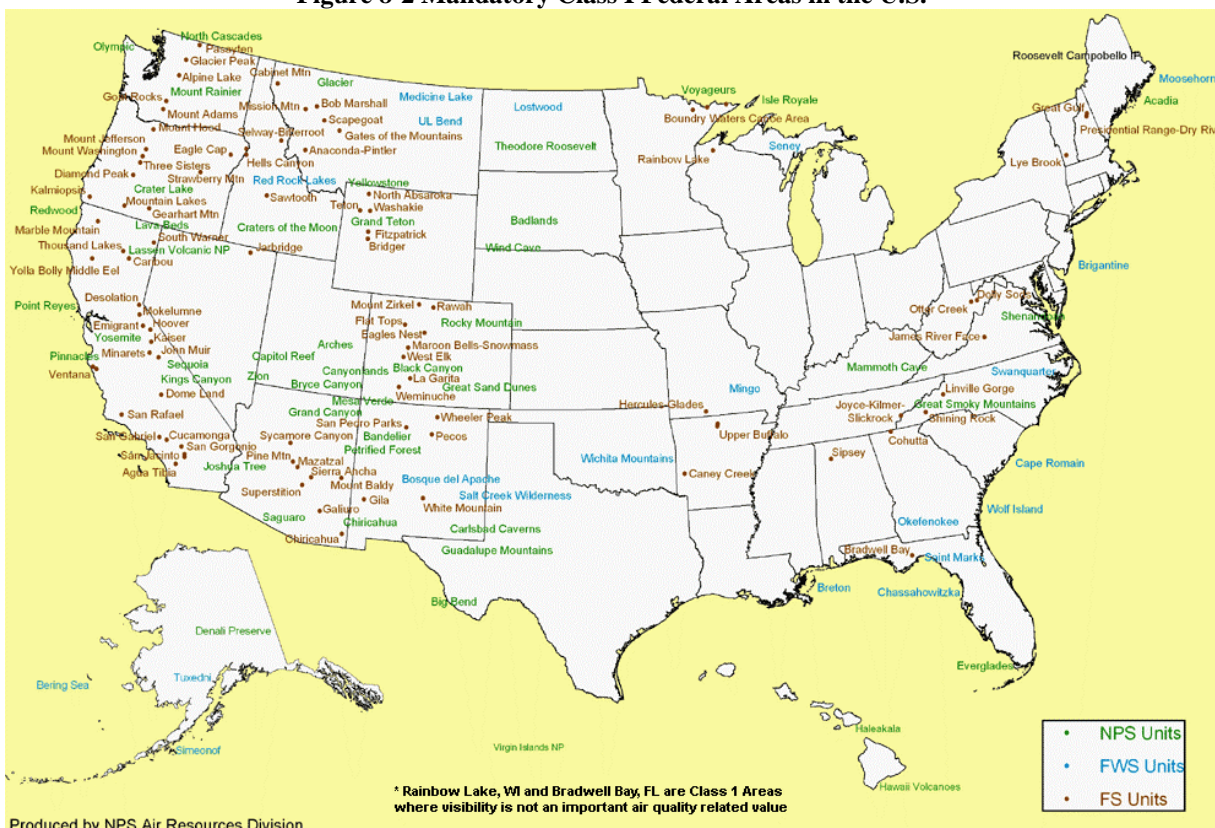 Figure 8-2 Mandatory Class I Federal Areas in the U.S.
North Cascades
Pasayten
Olympic
Glacier Peak
Alpine Lake
Goat Rocks
Mount Rainier
Mount Adams
Mount Hood
Mount Jefferson
Mount Washington
Three Sisters
Diamond Peak
Eagle Cap
Strawberry Mtn
Hells Canyon
Kalmiopsis
Crater Lake
Mountain Lakes
Gearhart Mtn
Redwood
Lava Beds
Marble Mountain
South Warner
Thousand Lakes
Lassen Volcanic NP
Caribou
Yolla Bolly Middle Eel
Desolation
Mokelumne
Point Reyes
Emigrant
Hoover
Yosemite
Kaiser
Pinnacles
Minarets
John Muir
Ventana
Sequoia
Kings Canyon
Dome Land
San Rafael
San Gabriel
Cucamonga
San Gorgonio
San Jacinto
Agua Tibia
Joshua Tree
Cabinet Mtn
Glacier
Mission Mtn
Bob Marshall
Medicine Lake
Scapegoat
UL Bend
Gates of the Mountains
Selway-Bitterroot
Anaconda-Pintler
Red Rock Lakes
Sawtooth
Craters of the Moon
Jarbridge
Yellowstone
North Absaroka
Teton
Washakie
Grand Teton
Fitzpatrick
Bridger
Lostwood
Theodore Roosevelt
Badlands
Wind Cave
Mount Zirkel
Rawah
Flat Tops
Rocky Mountain
Eagles Nest
Maroon Bells-Snowmass
Arches
West Elk
Capitol Reef
Canyonlands
Black Canyon
Zion
Bryce Canyon
La Garita
Great Sand Dunes
Weminuche
Mesa Verde
Grand Canyon
San Pedro Parks
Wheeler Peak
Sycamore Canyon
Bandelier
Pecos
Pine Mtn
Petrified Forest
Mazatzal
Sierra Ancha
Mount Baldy
Superstition
Bosque del Apache
Salt Creek Wilderness
Gila
White Mountain
Galiuro
Saguaro
Chiricahua
Chiricahua
Carlsbad Caverns
Guadalupe Mountains
Big Bend
Wichita Mountains
Voyageurs
Isle Royale
Boundry Waters Canoe Area
Rainbow Lake
Seney
Mingo
Hercules-Glades
Upper Buffalo
Caney Creek
Mammoth Cave
Sipsey
Joyce-Kilmer-
Slickrock
Cohutta
Great Smoky Mountains
Shining Rock
Linville Gorge
Swanquarter
James River Face
Shenandoah
Otter Creek
Dolly Sods
Brigantine
Lye Brook
Great Gulf
Presidential Range-Dry Riv
Acadia
Moosehorn
Roosevelt Campobello IP
Cape Romain
Wolf Island
Okefenokee
Bradwell Bay
Saint Marks
Chassahowitzka
Breton
Everglades
Denali Preserve
Bering Sea
Tuxedni
Simeonof
Virgin Islands NP
Haleakala
Hawaii Volcanoes
NPS Units
FWS Units
FS Units
* Rainbow Lake, WI and Bradwell Bay, FL are Class 1 Areas
where visibility is not an important air quality related value
Produced by NPS Air Resources Division